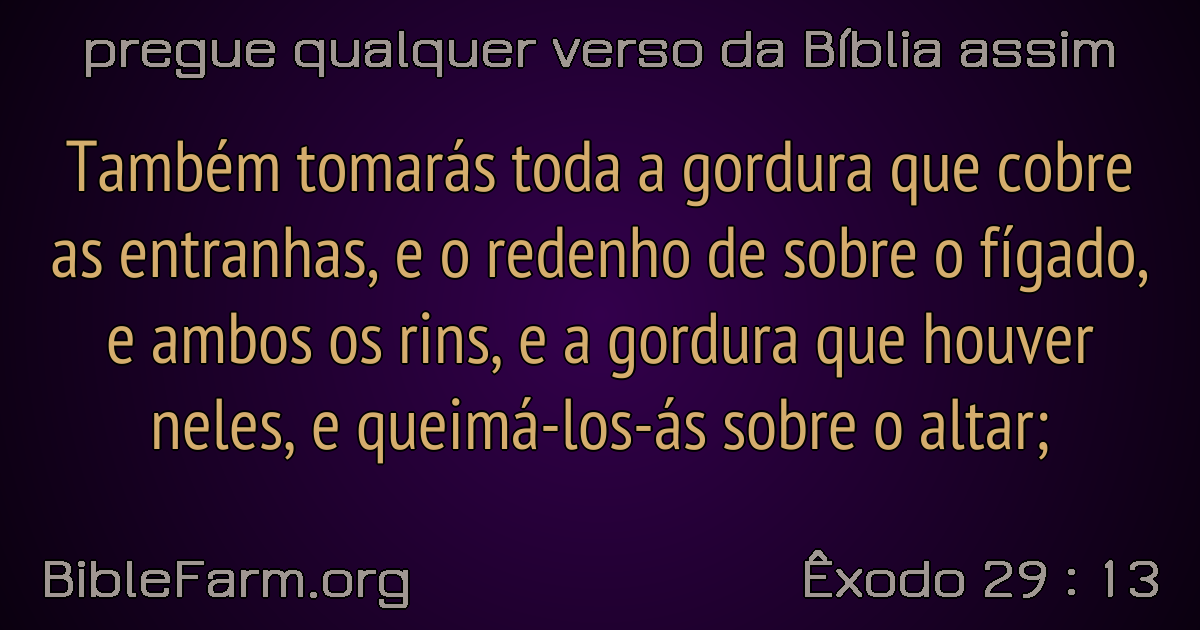 pregue qualquer verso da Bíblia assim
Também tomarás toda a gordura que cobre
as entranhas, e o redenho de sobre o fígado,
e ambos os rins, e a gordura que houver
neles, e queimá-los-ás sobre o altar;
BibleFarm.org
Êxodo 29 : 13